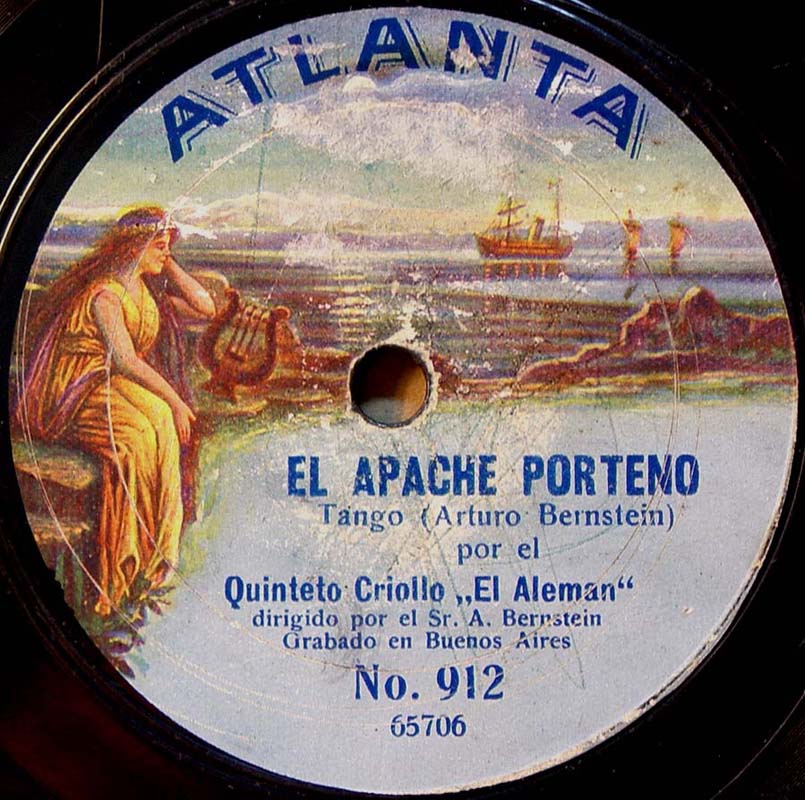 ATLANTA
EL APACHE PORTENO
Tango (Arturo Bernstein)
por el
Quinteto Criollo „El Aleman“
dirigido por el Sr. A. Bernstein
Grabado en Buenos Aires
No. 912
65706